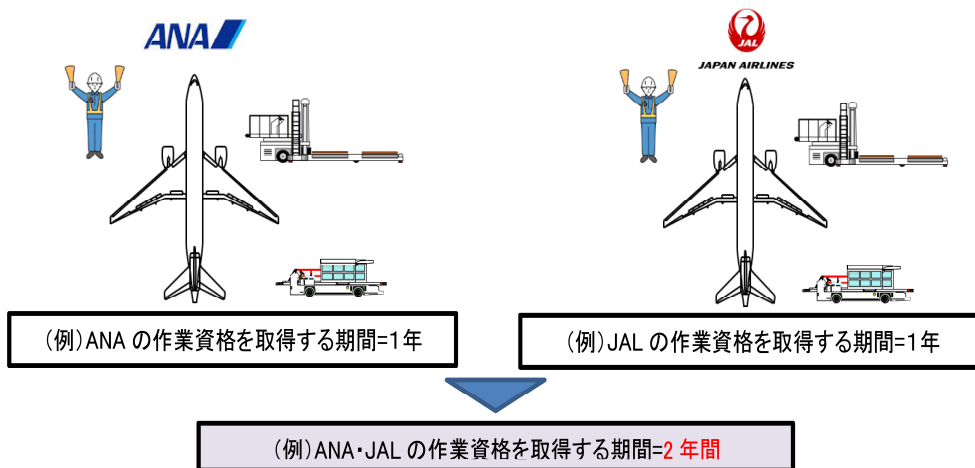 ANA
JAL
JAPAN AIRLINES
(例)ANA の作業資格を取得する期間=1年
(例)JAL の作業資格を取得する期間=1年
(例)ANA・JAL の作業資格を取得する期間=2 年間